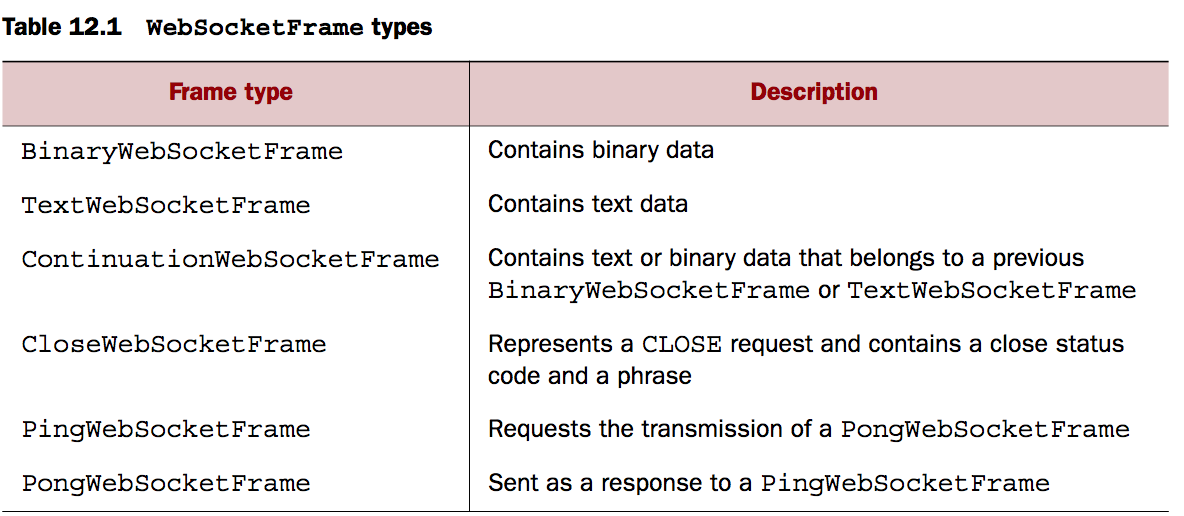 Table 12.1 WebSocketFrame types
Frame type Description
BinaryWebSocketFrame Contains binary data
TextWebSocketFrame Contains text data
ContinuationWebSocketFrame Contains text or binary data that belongs to a previous
BinaryWebSocketFrame or TextWebSocketFrame
CloseWebSocketFrame Represents a CLOSE request and contains a close status
code and a phrase
PingWebSocketFrame Requests the transmission of a PongWebSocketFrame
PongWebSocketFrame Sent as a response to a PingWebSocketFrame